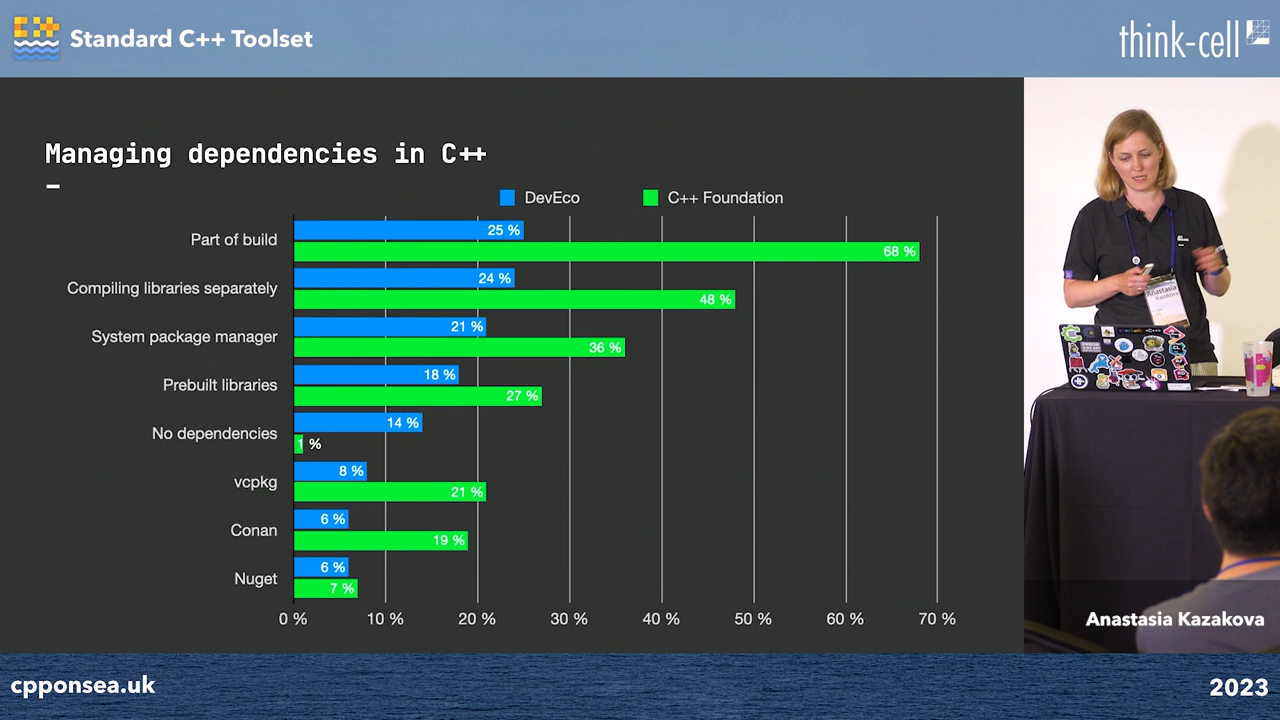 Standard C++ Toolset
think-cell
Managing dependencies in C++
DevEco
C++ Foundation
Part of build
25 %
68 %
Compiling libraries separately
24 %
48 %
System package manager
21 %
36 %
Prebuilt libraries
18 %
27 %
No dependencies
14 %
1 %
vcpkg
8 %
21 %
Conan
6 %
19 %
Nuget
6 %
7 %
0 %
10 %
20 %
30 %
40 %
50 %
60 %
70 %
Anastasia
Kazakova
Anastasia Kazakova
cpponsea.uk
2023